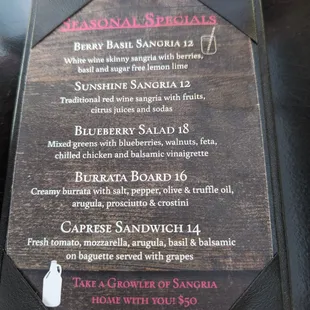 Seasonal Specials
Berry Basil Sangria 12
White wine skinny sangria with berries,
basil and sugar free lemon lime
Sunshine Sangria 12
Traditional red wine sangria with fruits,
citrus juices and sodas
Blueberry Salad 18
Mixed greens with blueberries, walnuts, feta,
chilled chicken and balsamic vinaigrette
Burrata Board 16
Creamy burrata with salt, pepper, olive & truffle oil,
arugula, prosciutto & crostini
Caprese Sandwich 14
Fresh tomato, mozzarella, arugula, basil & balsamic
on baguette served with grapes
Take a Growler of Sangria
home with you! $50